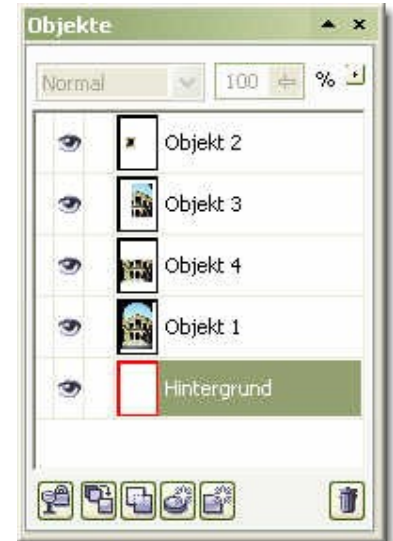 Objekte
Normal 100 %
Objekt 2
Objekt 3
Objekt 4
Objekt 1
Hintergrund